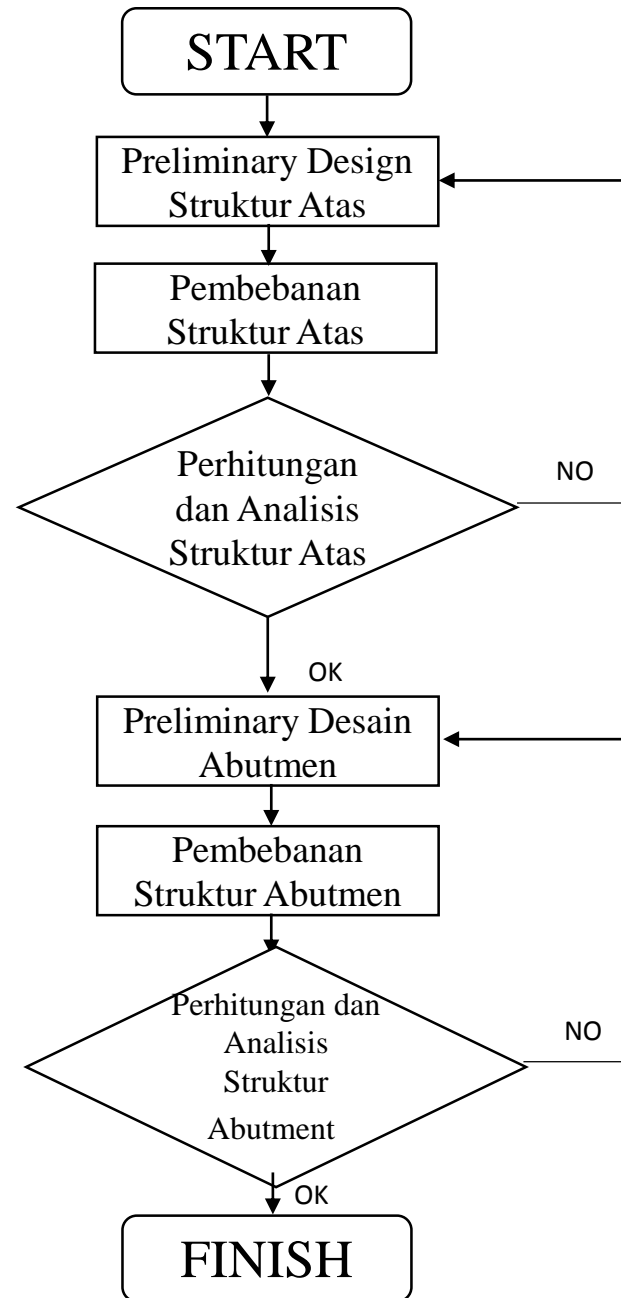 START
Preliminary Design
Struktur Atas
Pembebanan
Struktur Atas
Perhitungan
dan Analisis
Struktur Atas
NO
OK
Preliminary Desain
Abutmen
Pembebanan
Struktur Abutmen
Perhitungan dan
Analisis
Struktur
Abutment
NO
OK
FINISH